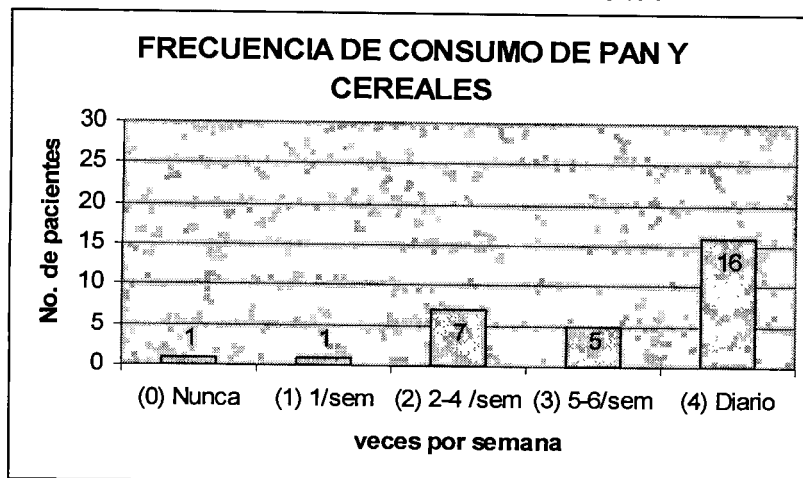 FRECUENCIA DE CONSUMO DE PAN Y
CEREALES
No. de pacientes
30
25
20
15
10
5
0
1
1
7
5
16
(0) Nunca
(1) 1/sem
(2) 2-4 /sem
(3) 5-6/sem
(4) Diario
veces por semana